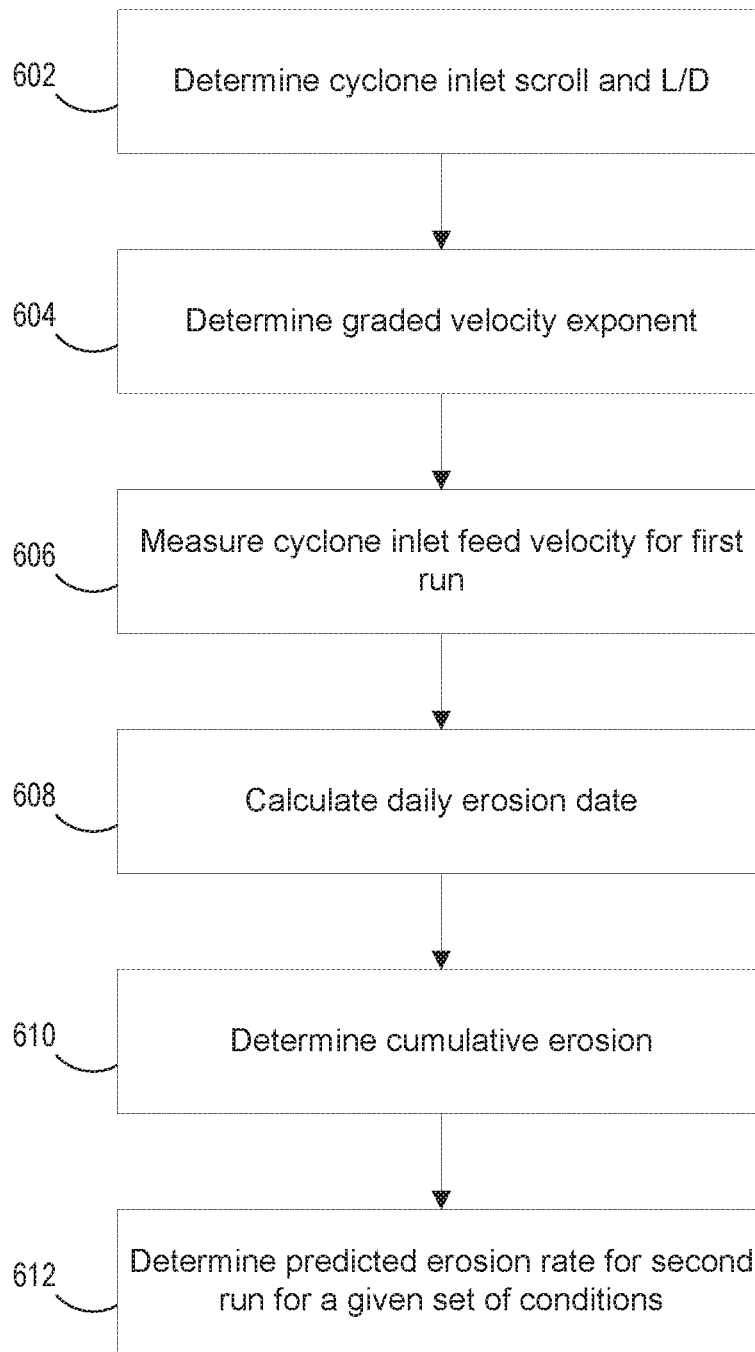 602
Determine cyclone inlet scroll and L/D
604
Determine graded velocity exponent
606
Measure cyclone inlet feed velocity for first
run
608
Calculate daily erosion date
610
Determine cumulative erosion
612
Determine predicted erosion rate for second
run for a given set of conditions